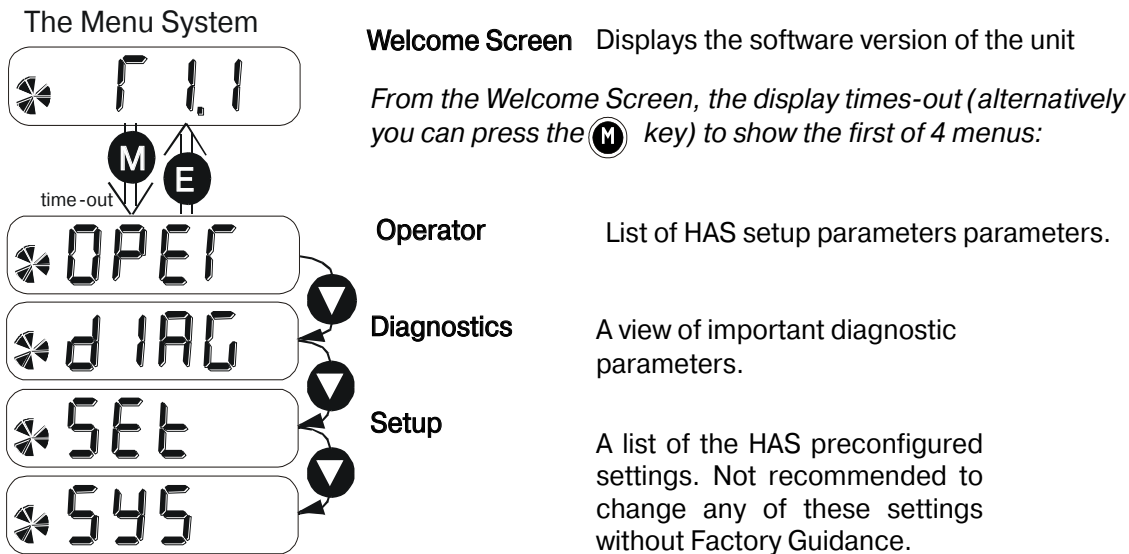 The Menu System
Welcome Screen Displays the software version of the unit
r 1.1
From the Welcome Screen, the display times-out (alternatively
you can press the M key) to show the first of 4 menus:
M
E
time-out
OPEr
Operator List of HAS setup parameters parameters.
dIAG
Diagnostics A view of important diagnostic
parameters.
SEt
Setup
A list of the HAS preconfigured
settings. Not recommended to
change any of these settings
without Factory Guidance.
SYS